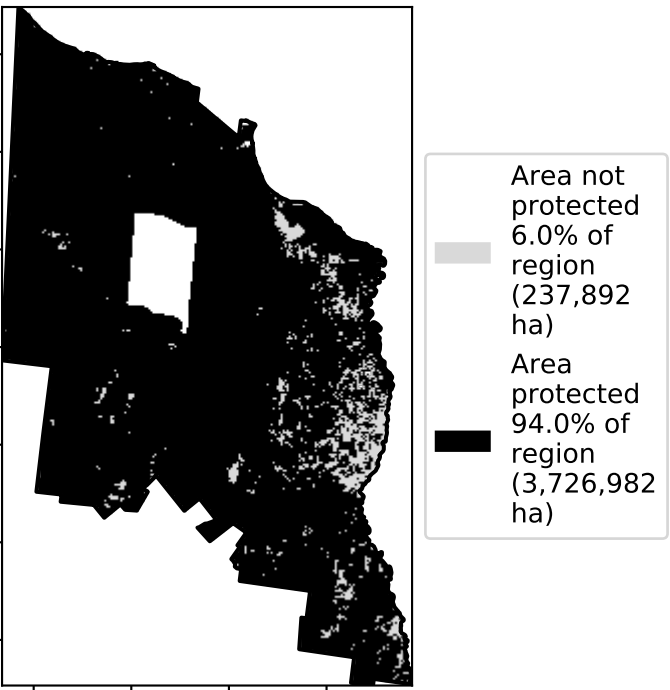 Area not
protected
6.0% of
region
(237,892
ha)
Area
protected
94.0% of
region
(3,726,982
ha)